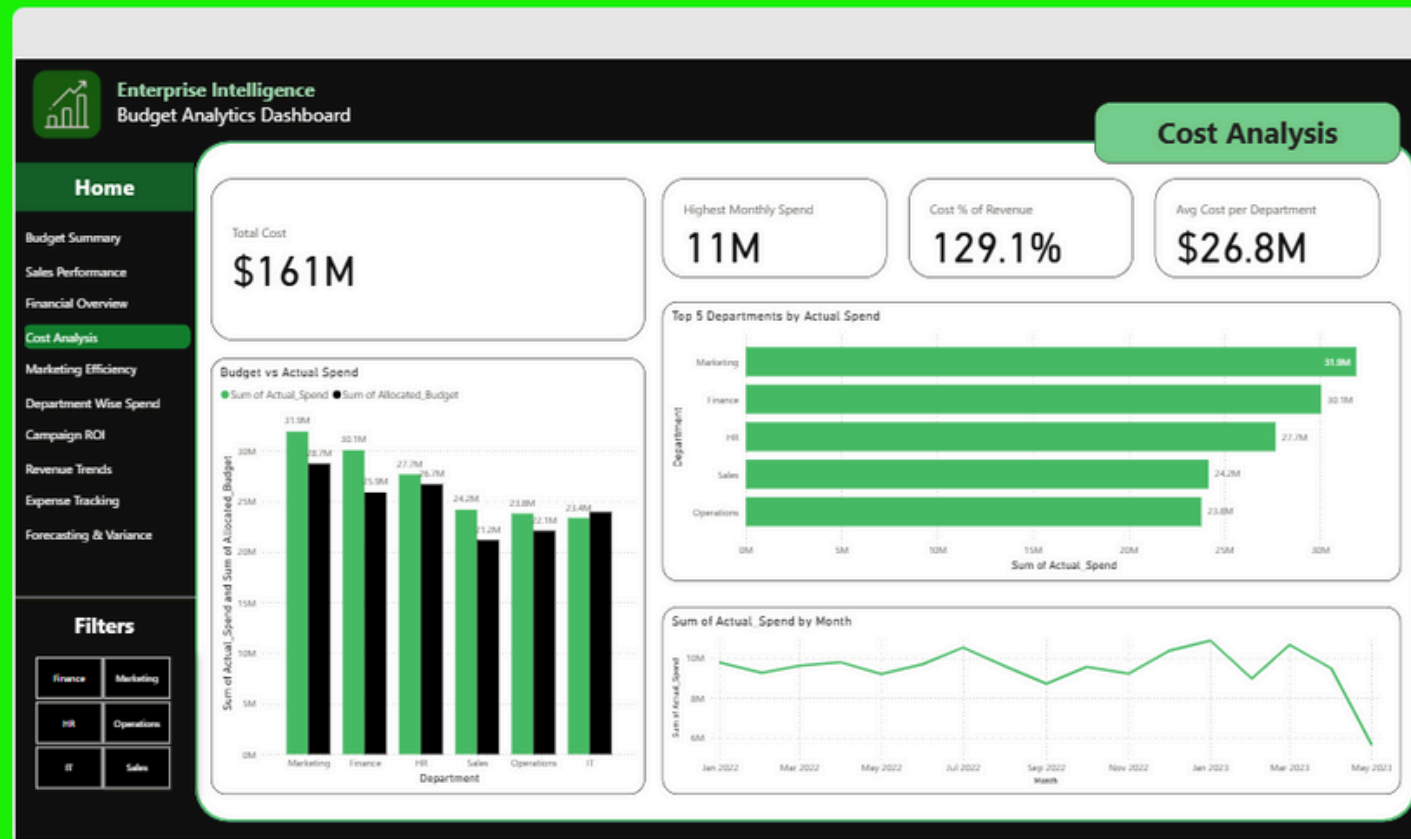 Enterprise Intelligence
Budget Analytics Dashboard
Cost Analysis
Home
Budget Summary
Sales Performance
Financial Overview
Cost Analysis
Marketing Efficiency
Department Wise Spend
Campaign ROI
Revenue Trends
Expense Tracking
Forecasting & Variance
Filters
Finance Marketing
HR Operations
IT Sales
Total Cost
$161M
Highest Monthly Spend
11M
Cost % of Revenue
129.1%
Avg Cost per Department
$26.8M
Budget vs Actual Spend
Sum of Actual_Spend Sum of Allocated_Budget
Sum of Actual_Spend and Sum of Allocated_Budget
30M
25M
20M
15M
10M
5M
0M
31.9M 28.7M
30.1M 25.9M
27.7M 26.7M
24.2M 21.2M
23.8M 22.1M
23.4M
Marketing Finance HR Sales Operations IT
Department
Top 5 Departments by Actual Spend
Department
Marketing 31.9M
Finance 30.1M
HR 27.7M
Sales 24.2M
Operations 23.8M
0M 5M 10M 15M 20M 25M 30M
Sum of Actual_Spend
Sum of Actual_Spend by Month
Sum of Actual_Spend
10M
8M
6M
Jan 2022 Mar 2022 May 2022 Jul 2022 Sep 2022 Nov 2022 Jan 2023 Mar 2023 May 2023
Month